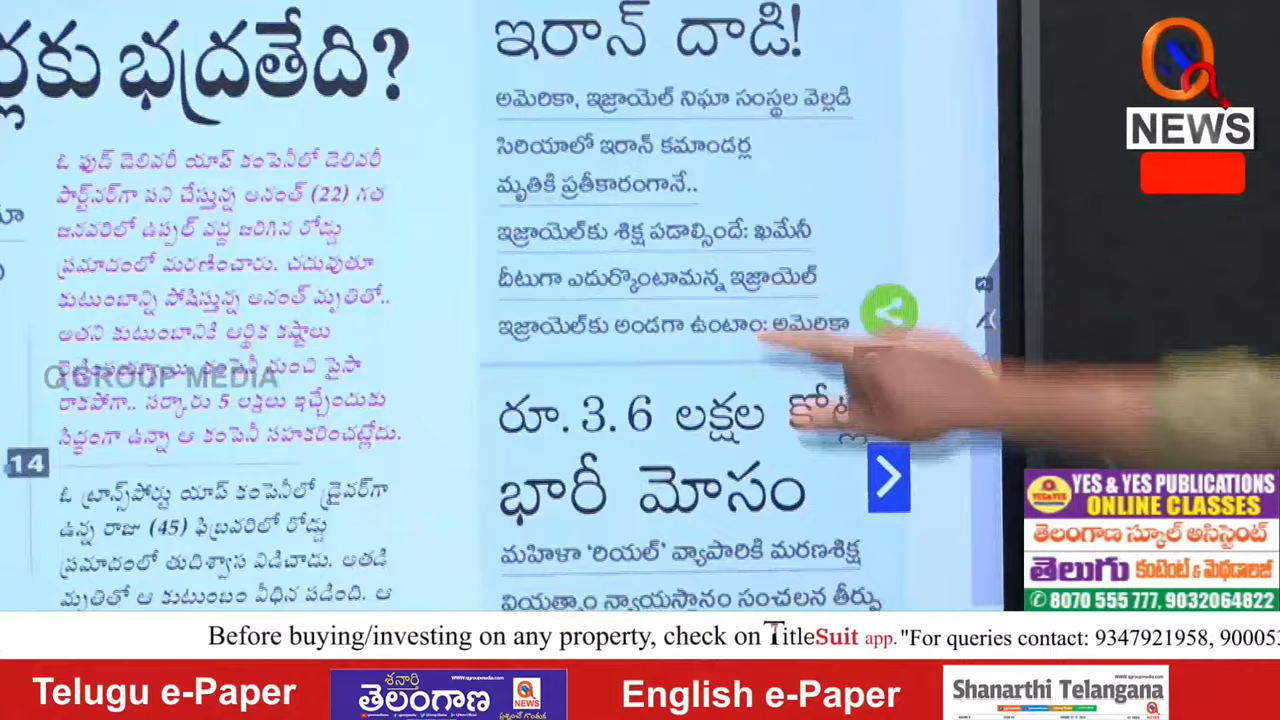 ర్లకు భద్రతేది?
ఓ ఫుడ్ డెలివరీ యాప్ కంపెనీలో డెలివరీ
పార్ట్‌నర్‌గా పని చేస్తున్న అనంత్ (22) గత
జనవరిలో ఉప్పల్ వద్ద జరిగిన రోడ్డు
ప్రమాదంలో మరణించారు. చదువుతూ
కుటుంబాన్ని పోషిస్తున్న అనంత్ మృతితో..
అతని కుటుంబానికి ఆర్థిక కష్టాలు
కంపెనీ నుంచి పైసా
రాకపోగా.. సర్కారు 5 లక్షలు ఇచ్చేందుకు
సిద్ధంగా ఉన్నా ఆ కంపెనీ సహకరించట్లేదు.
ఓ ట్రాన్స్‌పోర్టు యాప్ కంపెనీలో డ్రైవర్‌గా
ఉన్న రాజు (45) ఫిబ్రవరిలో రోడ్డు
ప్రమాదంలో తుదిశ్వాస విడిచాడు. అతడి
మృతితో ఆ కుటుంబం వీధిన పడింది. ఆ
Q GROUP MEDIA
14
ఇరాన్ దాడి!
అమెరికా, ఇజ్రాయెల్ నిఘా సంస్థల వెల్లడి
సిరియాలో ఇరాన్ కమాండర్ల
మృతికి ప్రతీకారంగానే..
ఇజ్రాయెల్‌కు శిక్ష పడాల్సిందే: ఖమేనీ
దీటుగా ఎదుర్కొంటామన్న ఇజ్రాయెల్
ఇజ్రాయెల్‌కు అండగా ఉంటాం: అమెరికా
రూ. 3.6 లక్షల కోట్ల
భారీ మోసం
మహిళా 'రియల్' వ్యాపారికి మరణశిక్ష
వియత్నాం న్యాయస్థానం సంచలన తీర్పు
Q
NEWS
YES & YES PUBLICATIONS
ONLINE CLASSES
తెలంగాణ స్కూల్ అసిస్టెంట్
తెలుగు కంటెంట్ & మెథడాలజీ
8070 555 777, 9032064822
Before buying/investing on any property, check on TitleSuit app. "For queries contact: 9347921958, 900053
Telugu e-Paper
శనార్తి
తెలంగాణ
Q NEWS
English e-Paper
Shanarthi Telangana